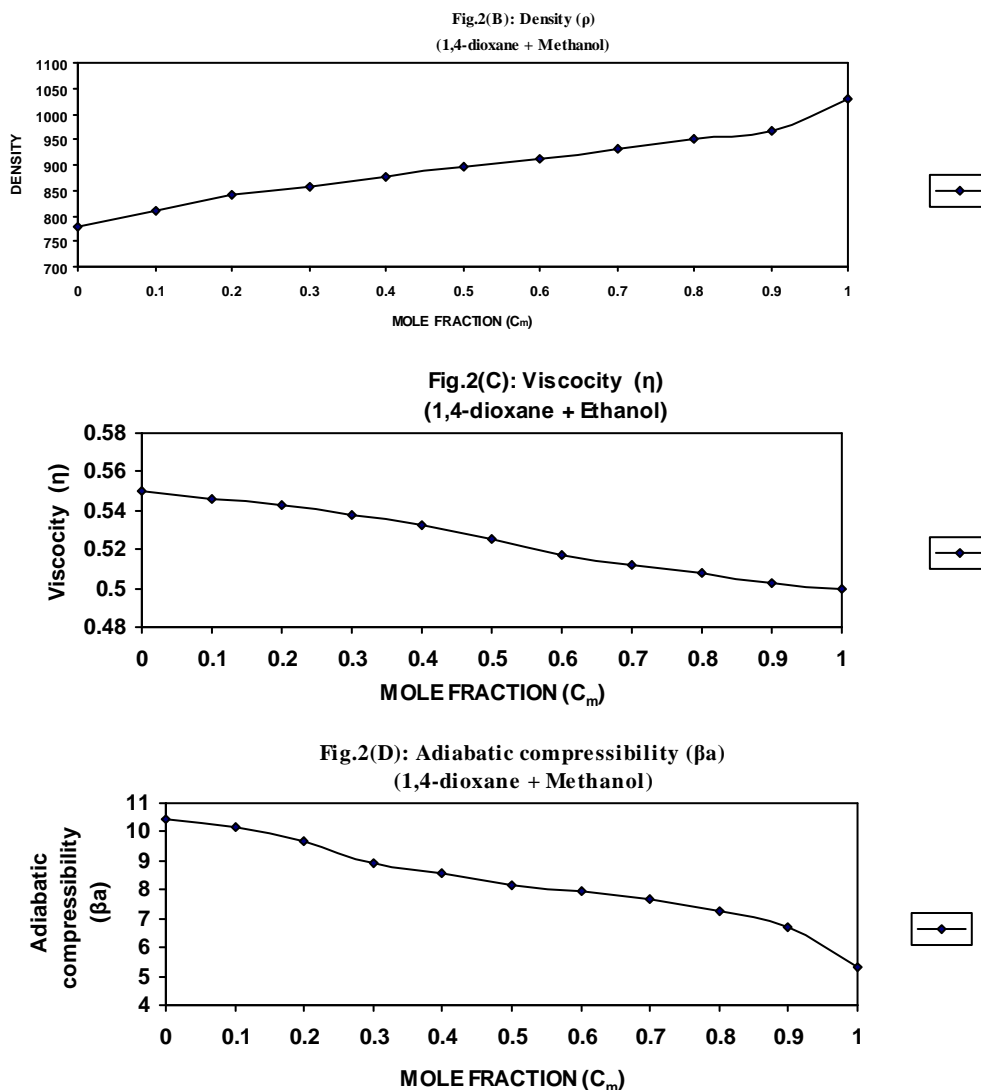 Fig.2(B): Density (ρ)
(1,4-dioxane + Methanol)
1100
1050
1000
950
900
850
800
750
700
DENSITY
0 0.1 0.2 0.3 0.4 0.5 0.6 0.7 0.8 0.9 1
MOLE FRACTION (Cm)
Fig.2(C): Viscocity (η)
(1,4-dioxane + Ethanol)
0.58
0.56
0.54
0.52
0.5
0.48
Viscocity (η)
0 0.1 0.2 0.3 0.4 0.5 0.6 0.7 0.8 0.9 1
MOLE FRACTION (Cm)
Fig.2(D): Adiabatic compressibility (βa)
(1,4-dioxane + Methanol)
11
10
9
8
7
6
5
4
Adiabatic
compressibility
(βa)
0 0.1 0.2 0.3 0.4 0.5 0.6 0.7 0.8 0.9 1
MOLE FRACTION (Cm)